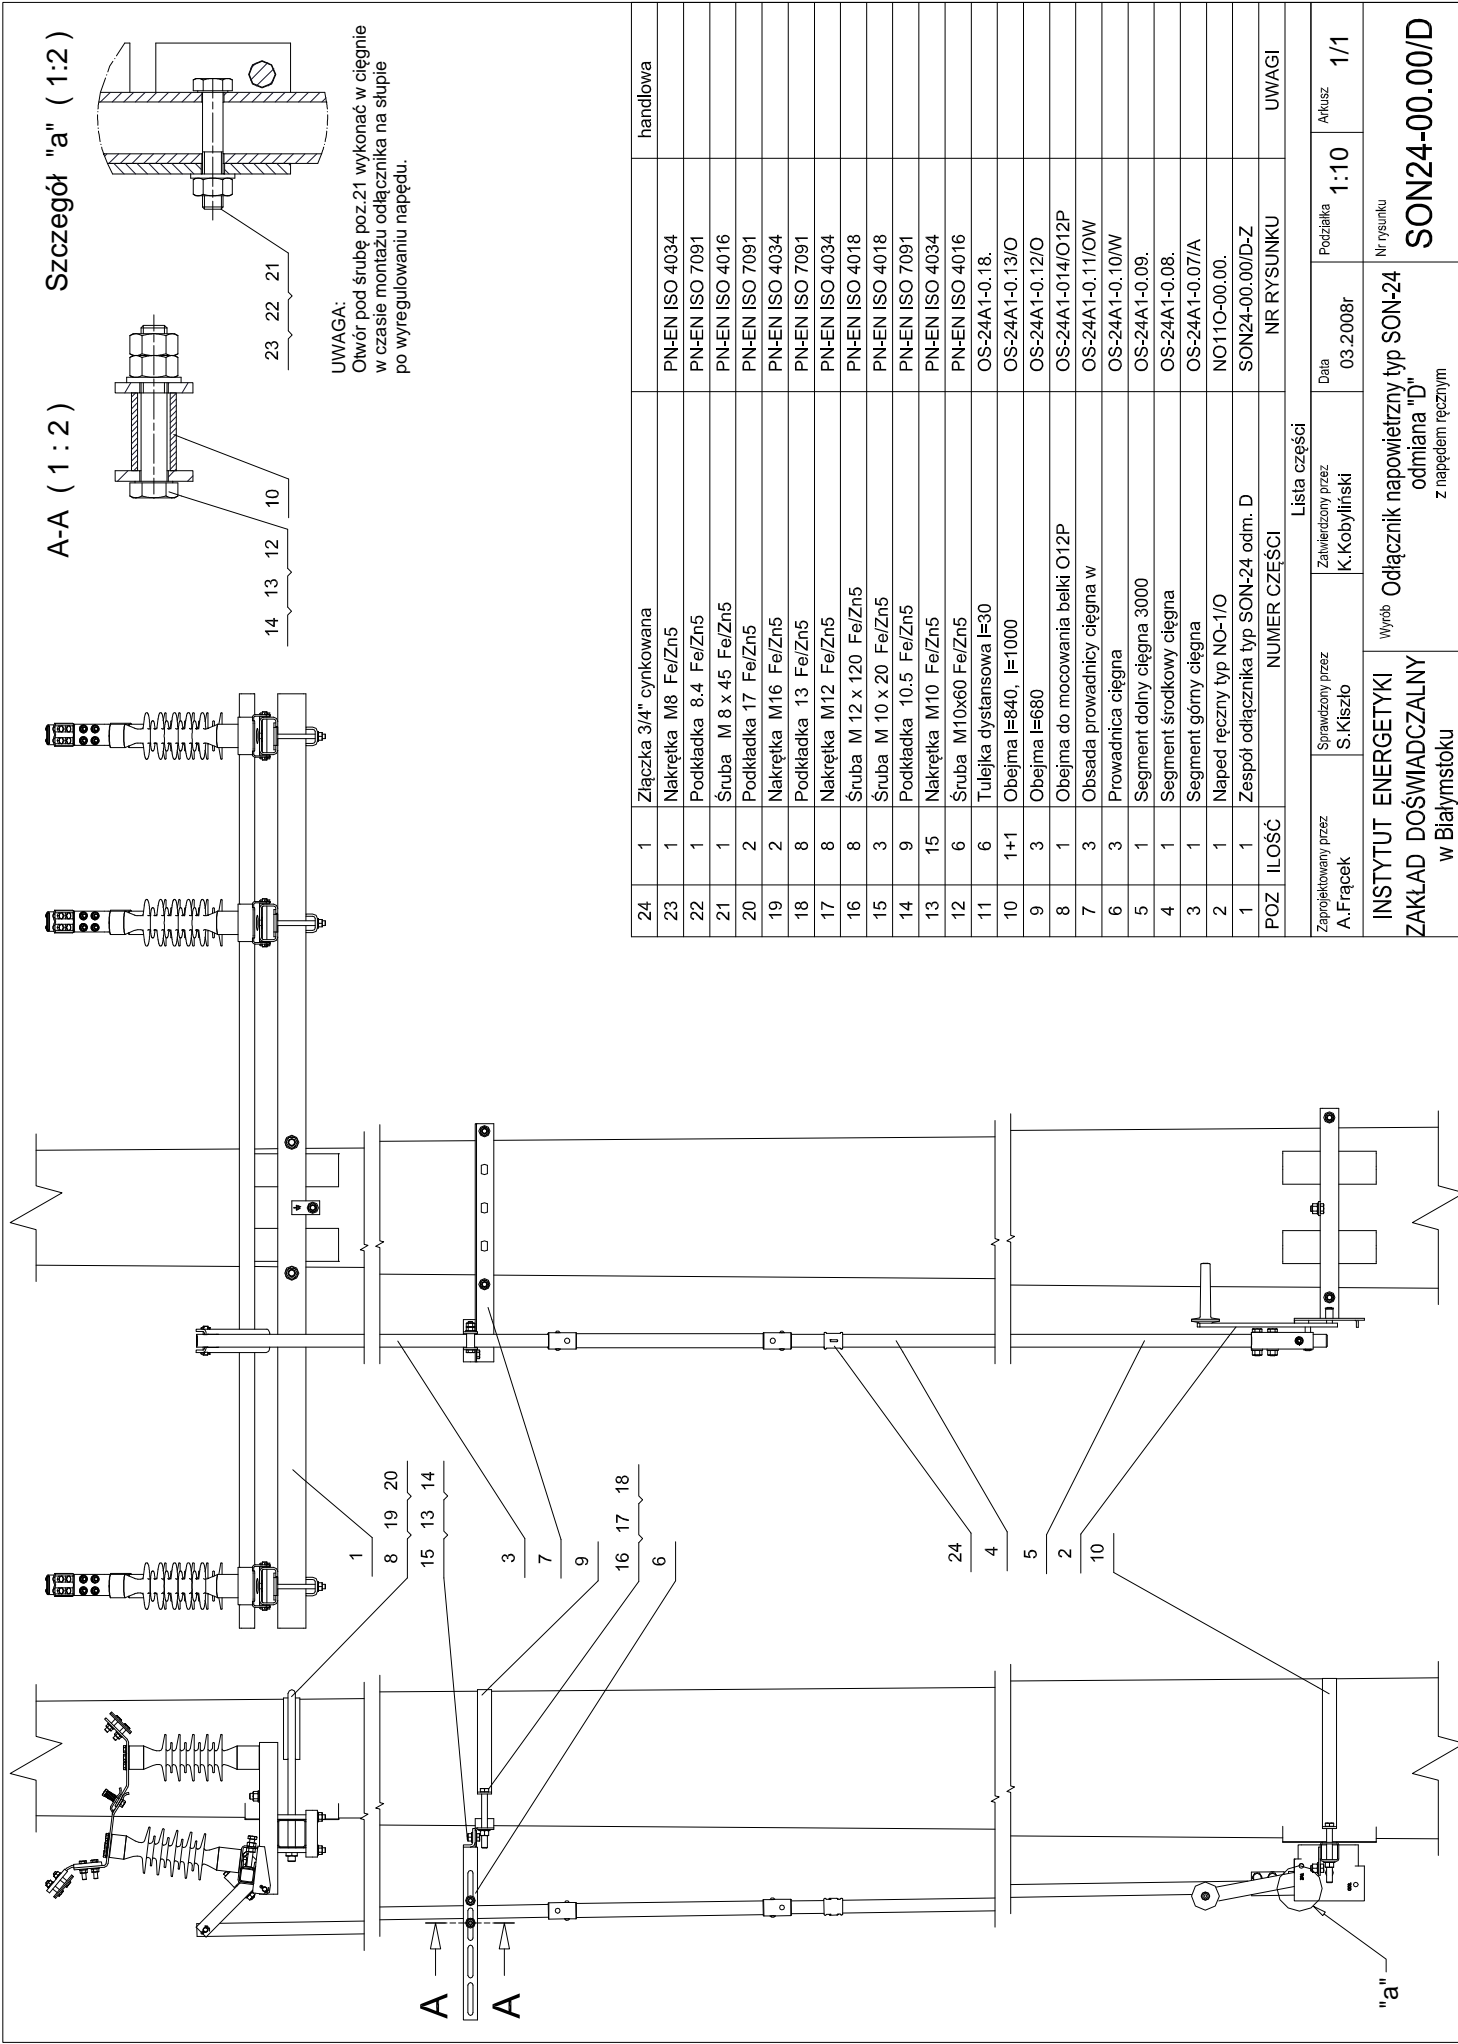 A-A ( 1 : 2 )
Szczegół "a" ( 1:2 )
14 13 12 10
23 22 21
UWAGA:
Otwór pod śrubę poz.21 wykonać w cięgnie
w czasie montażu odłącznika na słupie
po wyregulowaniu napędu.
1
8 19 20
15 13 14
3
7
9
16 17 18
6
24
4
5
2
10
A
A
"a"
24 1 Złączka 3/4" cynkowana handlowa
23 1 Nakrętka M8 Fe/Zn5 PN-EN ISO 4034
22 1 Podkładka 8.4 Fe/Zn5 PN-EN ISO 7091
21 1 Śruba M 8 x 45 Fe/Zn5 PN-EN ISO 4016
20 2 Podkładka 17 Fe/Zn5 PN-EN ISO 7091
19 2 Nakrętka M16 Fe/Zn5 PN-EN ISO 4034
18 8 Podkładka 13 Fe/Zn5 PN-EN ISO 7091
17 8 Nakrętka M12 Fe/Zn5 PN-EN ISO 4034
16 8 Śruba M 12 x 120 Fe/Zn5 PN-EN ISO 4018
15 3 Śruba M 10 x 20 Fe/Zn5 PN-EN ISO 4018
14 9 Podkładka 10.5 Fe/Zn5 PN-EN ISO 7091
13 15 Nakrętka M10 Fe/Zn5 PN-EN ISO 4034
12 6 Śruba M10x60 Fe/Zn5 PN-EN ISO 4016
11 6 Tulejka dystansowa l=30 OS-24A1-0.18.
10 1+1 Obejma l=840, l=1000 OS-24A1-0.13/O
9 3 Obejma l=680 OS-24A1-0.12/O
8 1 Obejma do mocowania belki O12P OS-24A1-014/O12P
7 3 Obsada prowadnicy cięgna w OS-24A1-0.11/OW
6 3 Prowadnica cięgna OS-24A1-0.10/W
5 1 Segment dolny cięgna 3000 OS-24A1-0.09.
4 1 Segment środkowy cięgna OS-24A1-0.08.
3 1 Segment górny cięgna OS-24A1-0.07/A
2 1 Naped ręczny typ NO-1/O NO11O-00.00.
1 1 Zespół odłącznika typ SON-24 odm. D SON24-00.00/D-Z
POZ ILOŚĆ NUMER CZĘŚCI NR RYSUNKU UWAGI
Lista części
Zaprojektowany przez Sprawdzony przez Zatwierdzony przez Data Podziałka Arkusz
A.Frącek S.Kiszło K.Kobyliński 03.2008r 1:10 1/1
INSTYTUT ENERGETYKI
ZAKŁAD DOŚWIADCZALNY
w Białymstoku
Wyrób Odłącznik napowietrzny typ SON-24
odmiana "D"
z napędem ręcznym
Nr rysunku
SON24-00.00/D